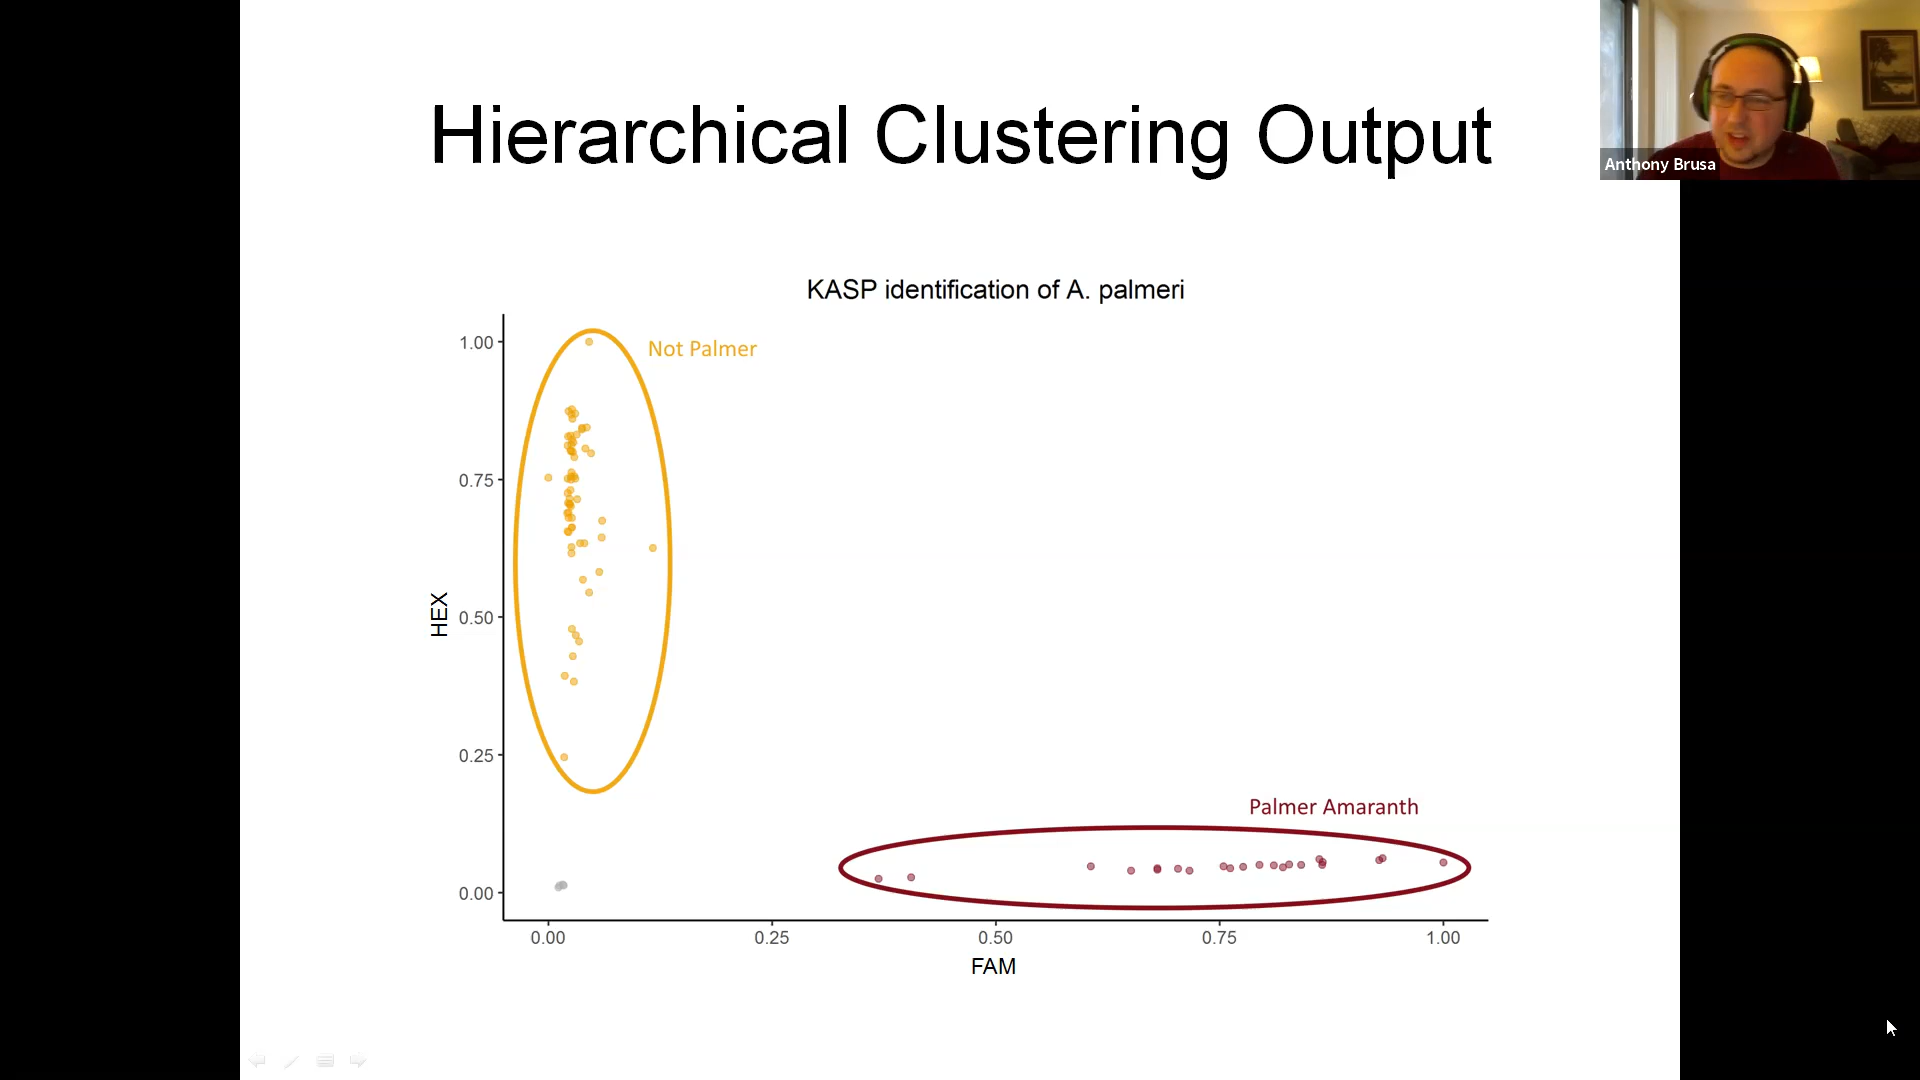 Hierarchical Clustering Output
Anthony Brusa
KASP identification of A. palmeri
Not Palmer
Palmer Amaranth
HEX
1.00
0.75
0.50
0.25
0.00
0.00 0.25 0.50 0.75 1.00
FAM